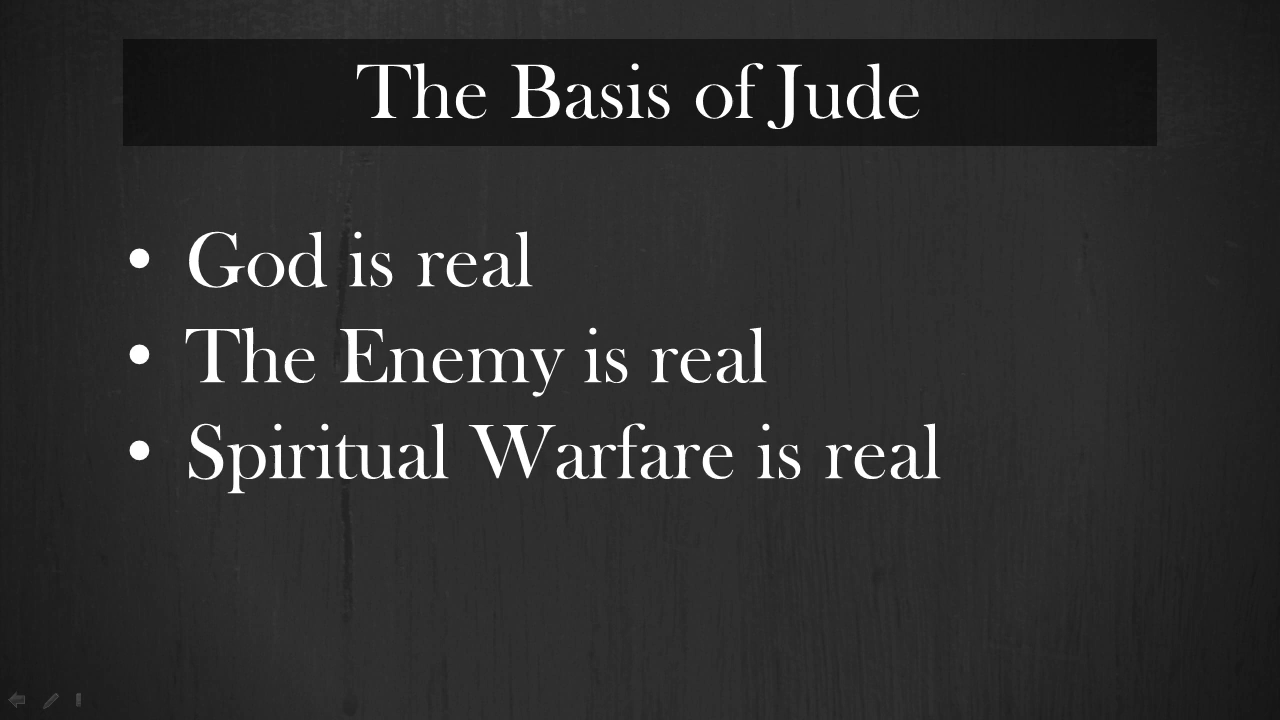 The Basis of Jude
• God is real
• The Enemy is real
• Spiritual Warfare is real